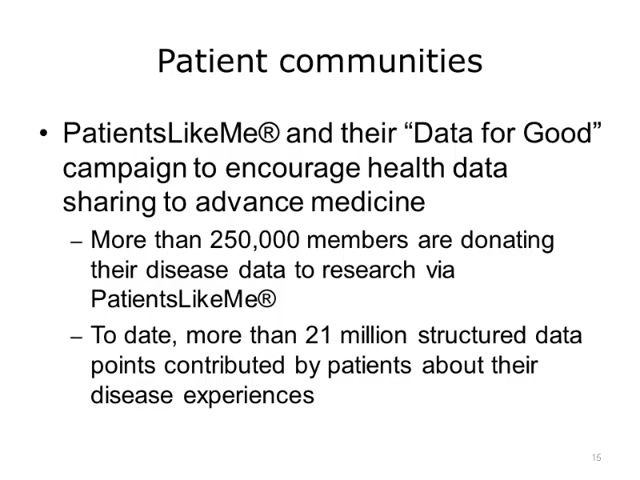 Patient communities
• PatientsLikeMe® and their “Data for Good”
campaign to encourage health data
sharing to advance medicine
– More than 250,000 members are donating
their disease data to research via
PatientsLikeMe®
– To date, more than 21 million structured data
points contributed by patients about their
disease experiences
15